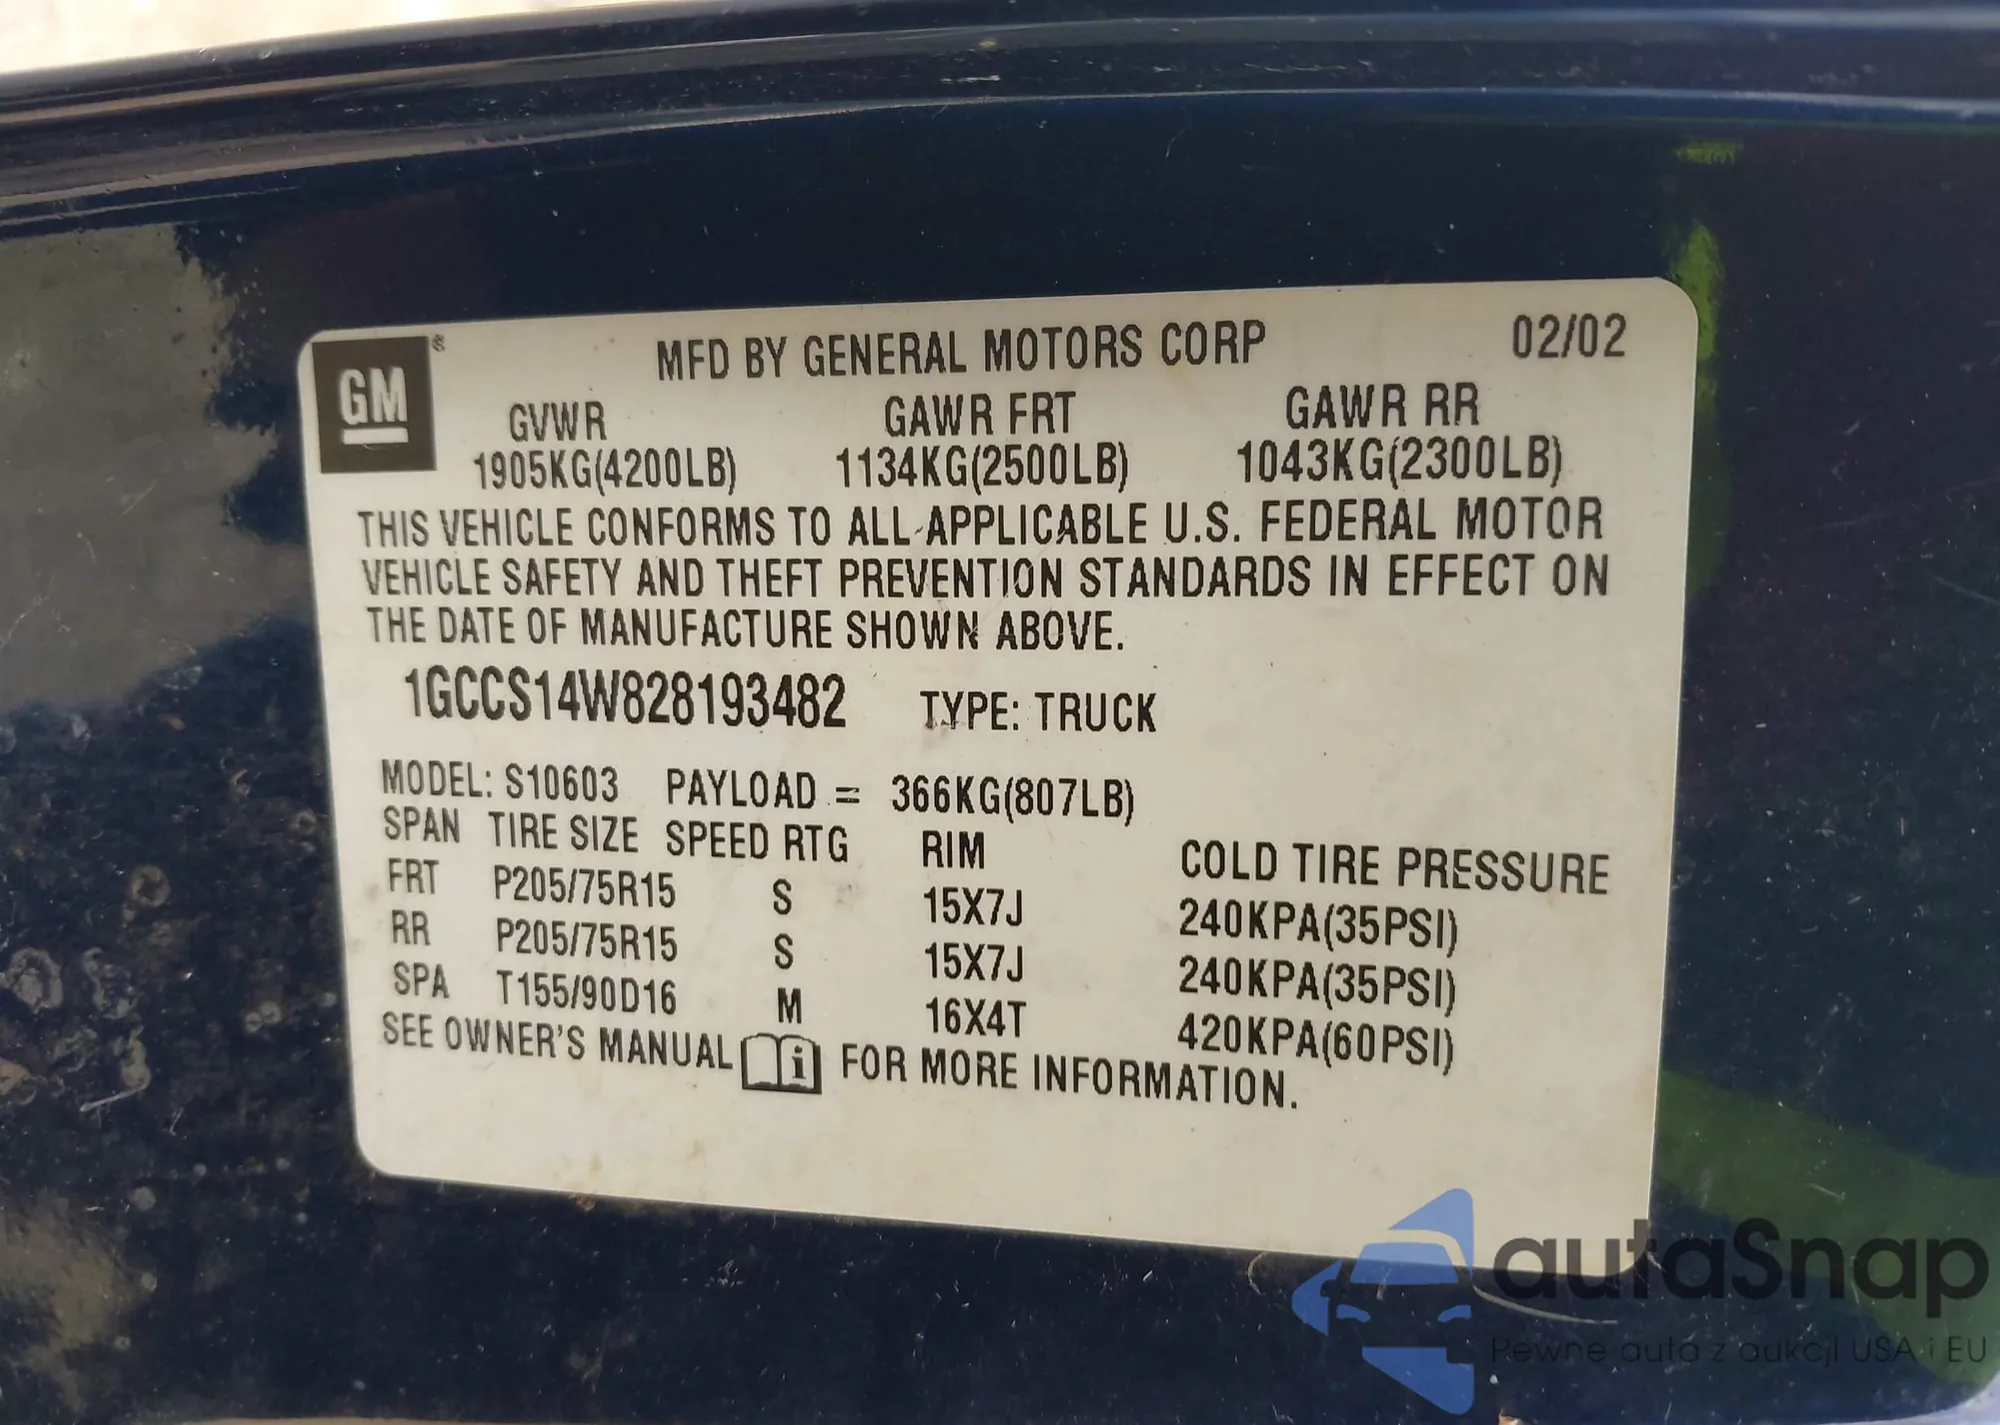 GM®
MFD BY GENERAL MOTORS CORP 02/02
GVWR GAWR FRT GAWR RR
1905KG(4200LB) 1134KG(2500LB) 1043KG(2300LB)
THIS VEHICLE CONFORMS TO ALL APPLICABLE U.S. FEDERAL MOTOR
VEHICLE SAFETY AND THEFT PREVENTION STANDARDS IN EFFECT ON
THE DATE OF MANUFACTURE SHOWN ABOVE.
1GCCS14W828193482 TYPE: TRUCK
MODEL: S10603 PAYLOAD = 366KG(807LB)
SPAN TIRE SIZE SPEED RTG RIM COLD TIRE PRESSURE
FRT P205/75R15 S 15X7J 240KPA(35PSI)
RR P205/75R15 S 15X7J 240KPA(35PSI)
SPA T155/90D16 M 16X4T 420KPA(60PSI)
SEE OWNER'S MANUAL i FOR MORE INFORMATION.
autaSnap
Pewne auta z aukcji USA i EU